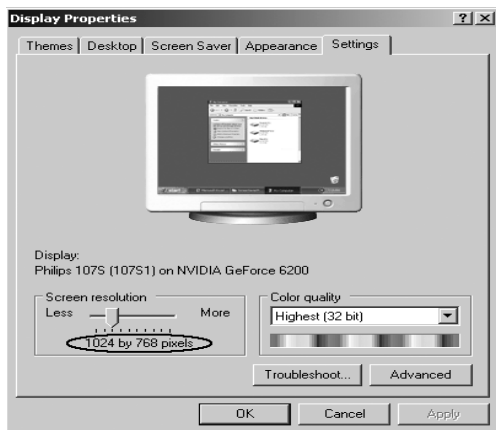 Display Properties
Themes Desktop Screen Saver Appearance Settings
Display:
Philips 107S (107S1) on NVIDIA GeForce 6200
Screen resolution
Less More
1024 by 768 pixels
Color quality
Highest (32 bit)
Troubleshoot... Advanced
OK Cancel Apply